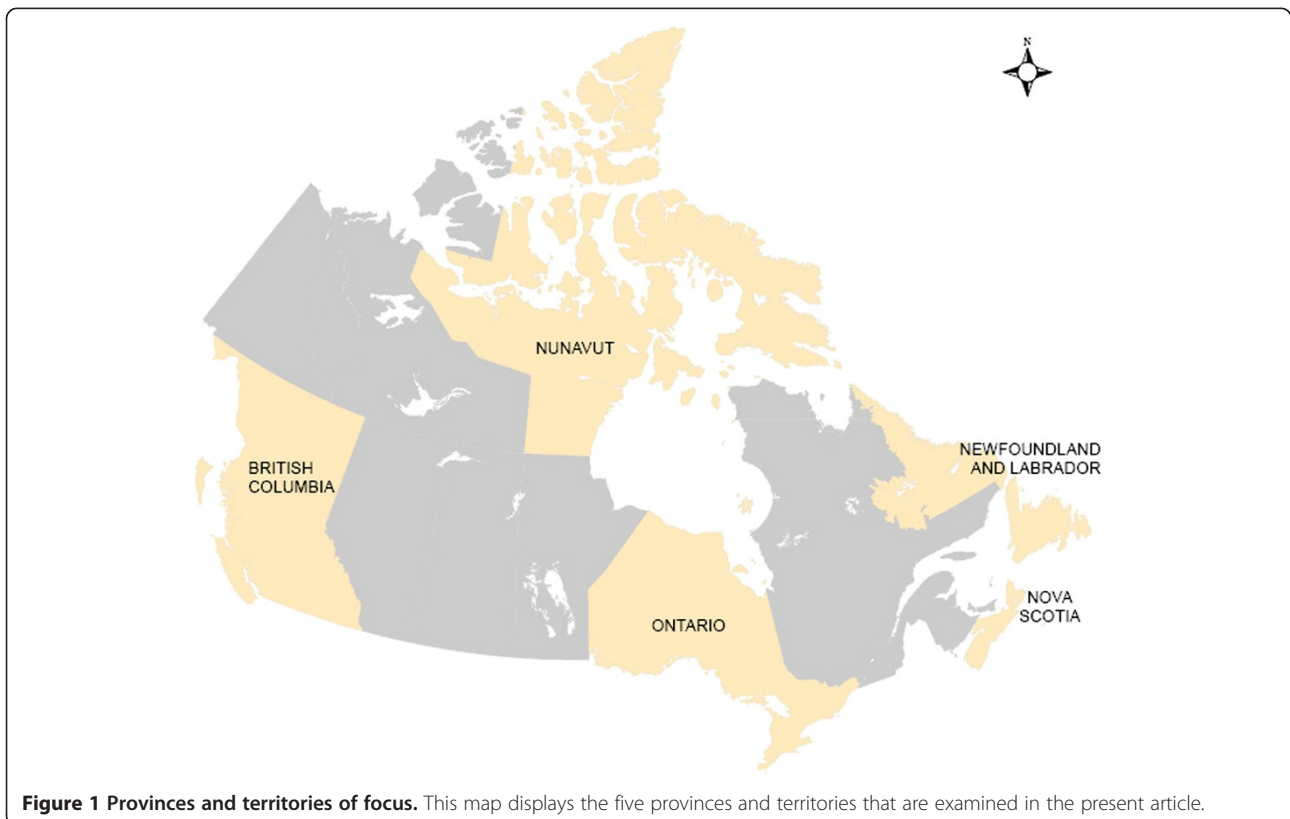 N
NUNAVUT
BRITISH
COLUMBIA
NEWFOUNDLAND
AND LABRADOR
NOVA
SCOTIA
ONTARIO
Figure 1 Provinces and territories of focus. This map displays the five provinces and territories that are examined in the present article.